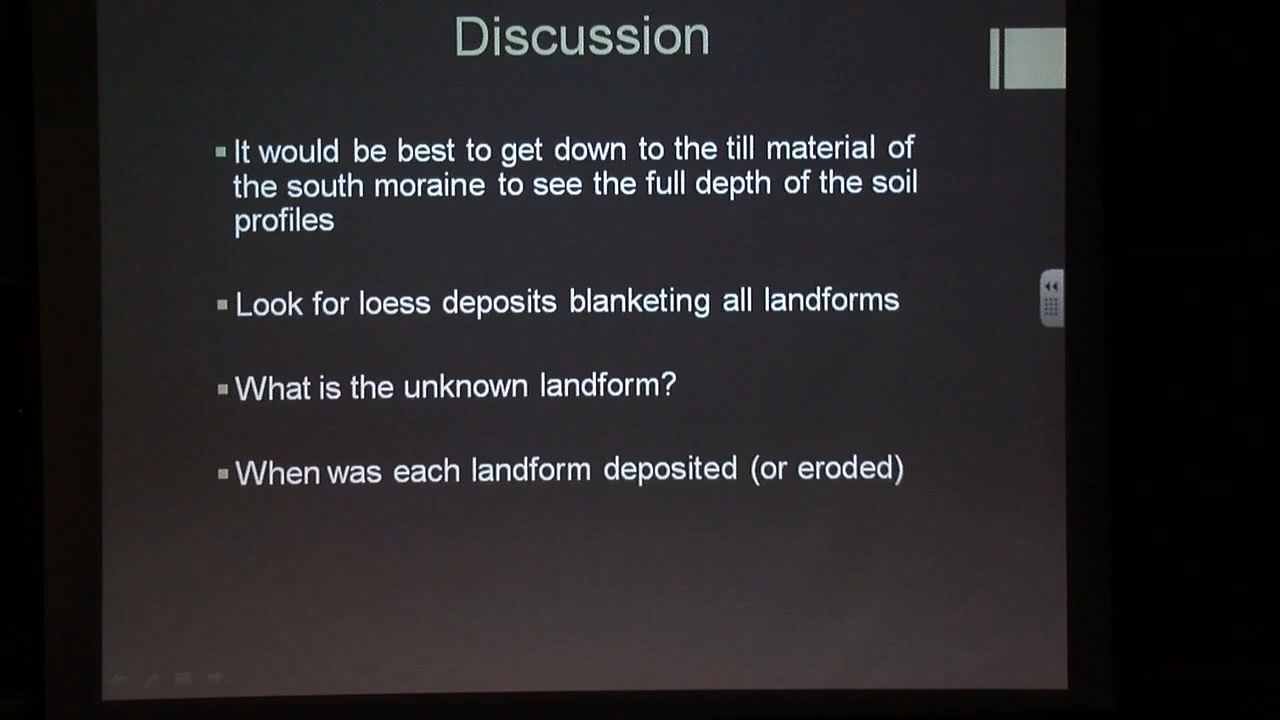 Discussion
It would be best to get down to the till material of
the south moraine to see the full depth of the soil
profiles
Look for loess deposits blanketing all landforms
What is the unknown landform?
When was each landform deposited (or eroded)